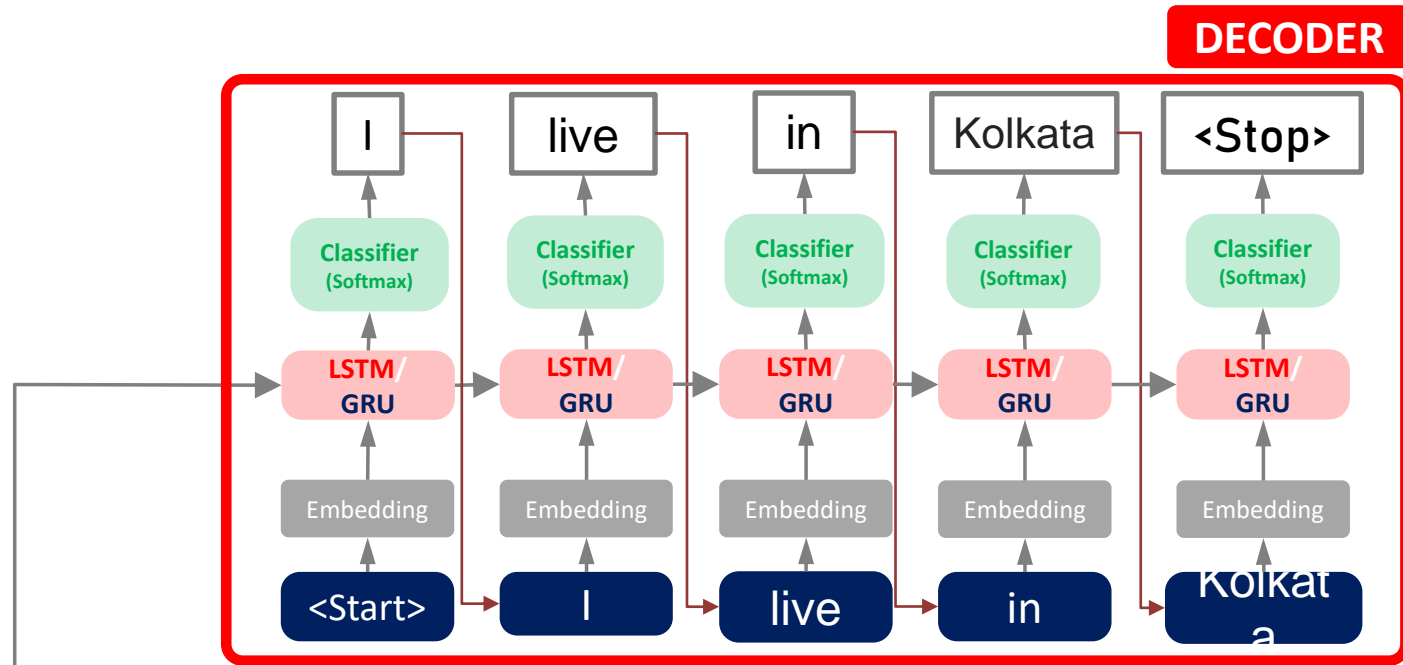 DECODER
I
live
in
Kolkata
<Stop>
Classifier
(Softmax)
Classifier
(Softmax)
Classifier
(Softmax)
Classifier
(Softmax)
Classifier
(Softmax)
LSTM/
GRU
LSTM/
GRU
LSTM/
GRU
LSTM/
GRU
LSTM/
GRU
Embedding
Embedding
Embedding
Embedding
Embedding
<Start>
I
live
in
Kolkat
a